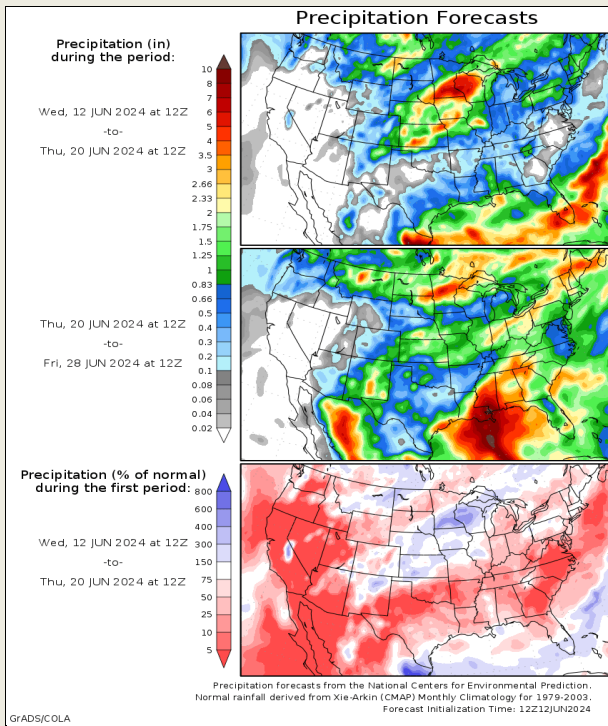 Precipitation Forecasts
Precipitation (in)
during the period:
Wed, 12 JUN 2024 at 12Z
-to-
Thu, 20 JUN 2024 at 12Z
10
8
7
6
5
4
3.5
3
2.66
2.33
2
1.75
1.5
1.25
1
0.83
0.66
0.5
0.4
0.3
0.2
0.1
0.08
0.06
0.04
0.02
Thu, 20 JUN 2024 at 12Z
-to-
Fri, 28 JUN 2024 at 12Z
Precipitation (% of normal)
during the first period:
Wed, 12 JUN 2024 at 12Z
-to-
Thu, 20 JUN 2024 at 12Z
800
600
400
300
150
75
50
25
10
5
Precipitation forecasts from the National Centers for Environmental Prediction.
Normal rainfall derived from Xie-Arkin (CMAP) Monthly Climatology for 1979-2003.
Forecast Initialization Time: 12Z12JUN2024
GrADS/COLA